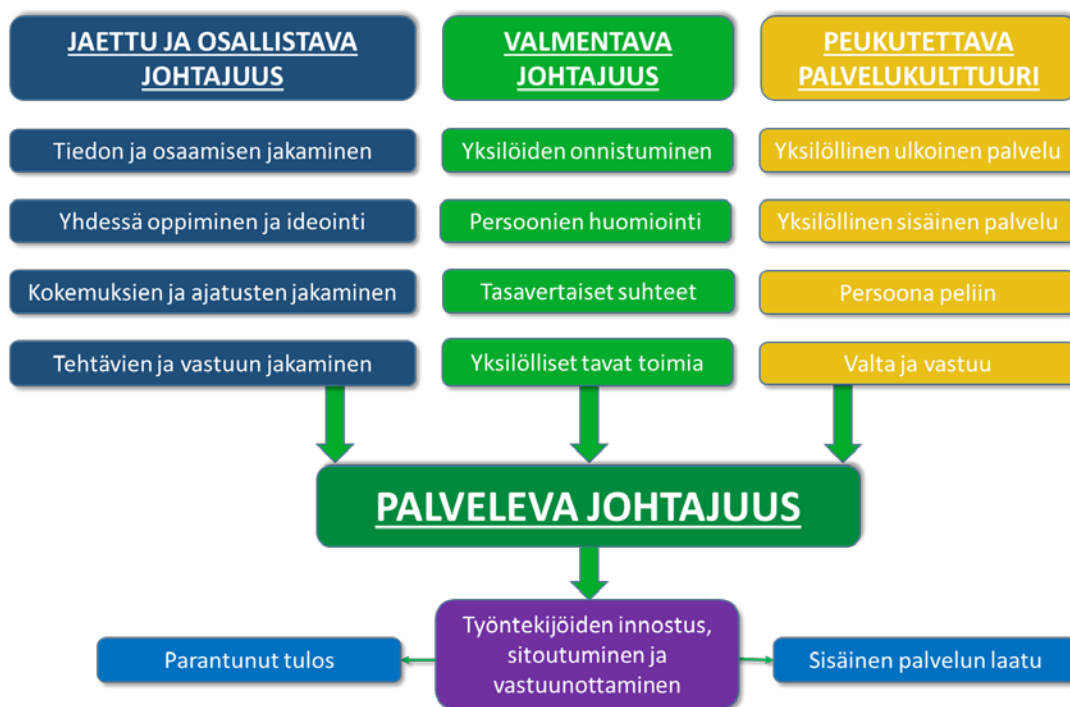 JAETTU JA OSALLISTAVA
JOHTAJUUS
Tiedon ja osaamisen jakaminen
Yhdessä oppiminen ja ideointi
Kokemuksien ja ajatusten jakaminen
Tehtävien ja vastuun jakaminen
VALMENTAVA
JOHTAJUUS
Yksilöiden onnistuminen
Persoonien huomiointi
Tasavertaiset suhteet
Yksilölliset tavat toimia
PEUKUTETTAVA
PALVELUKULTTUURI
Yksilöllinen ulkoinen palvelu
Yksilöllinen sisäinen palvelu
Persoona peliin
Valta ja vastuu
PALVELEVA JOHTAJUUS
Työntekijöiden innostus,
sitoutuminen ja
vastuunottaminen
Parantunut tulos
Sisäinen palvelun laatu